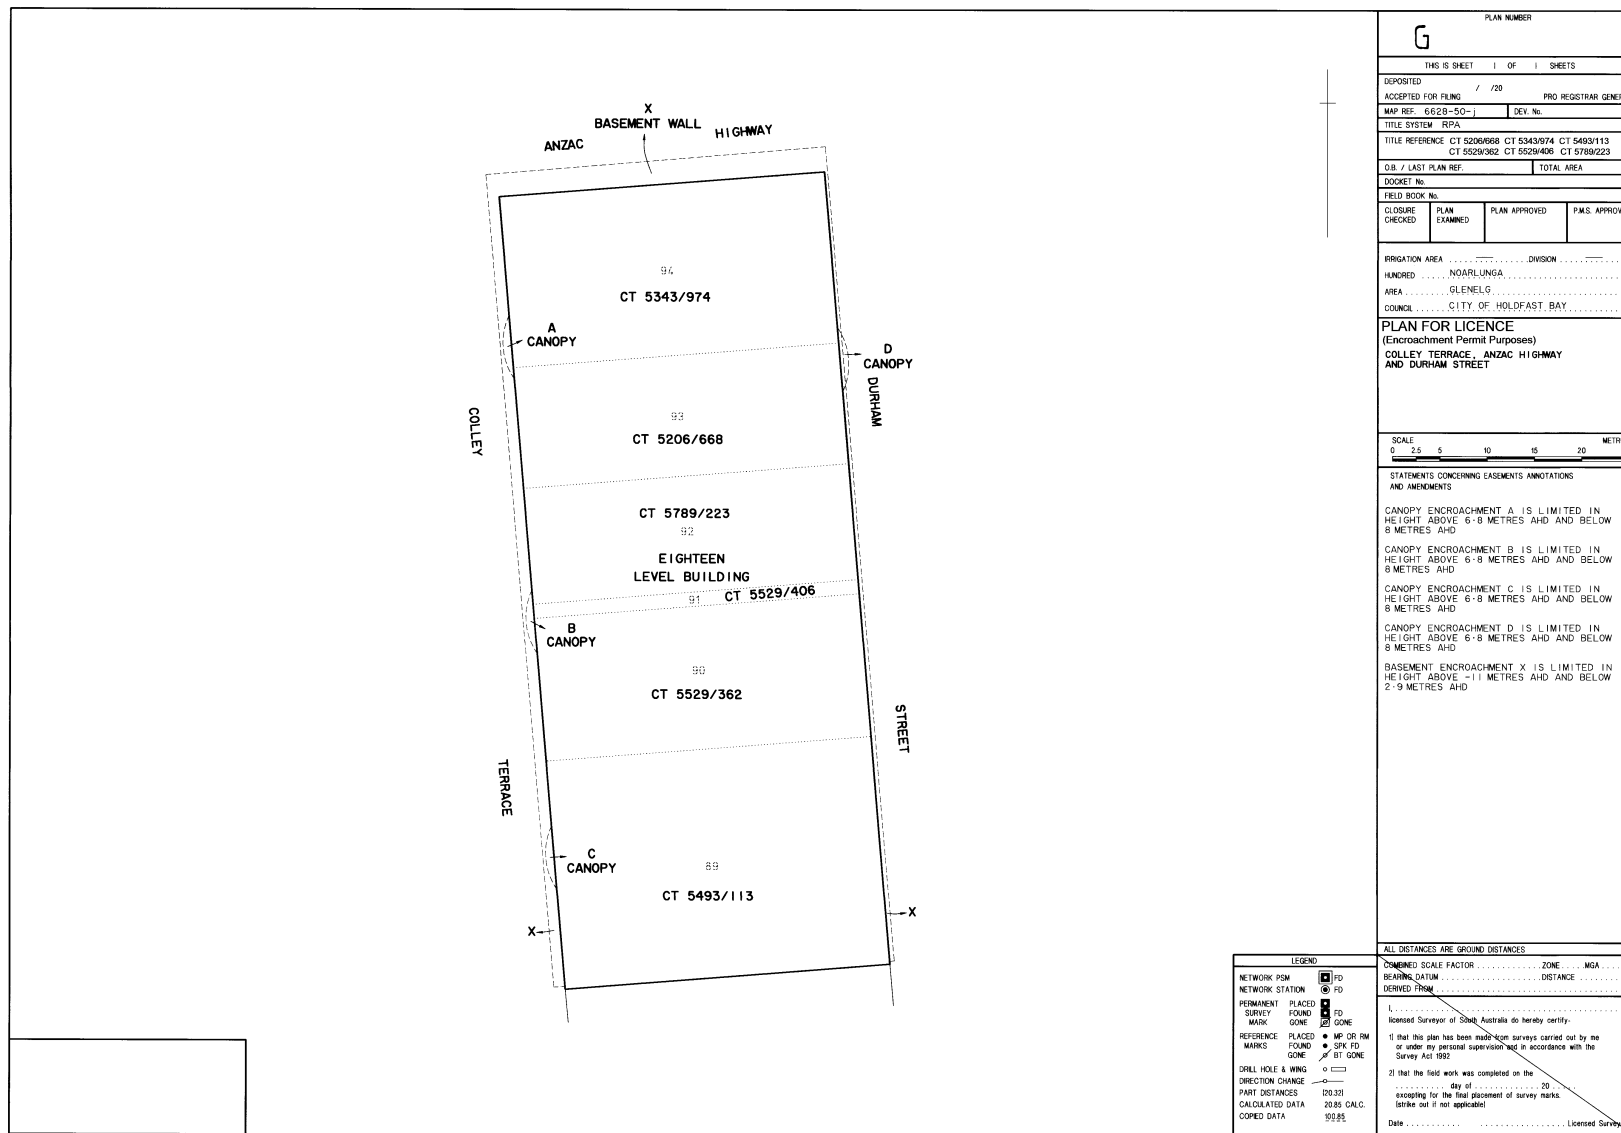 X
BASEMENT WALL
ANZAC HIGHWAY
94
CT 5343/974
A
CANOPY
D
CANOPY
COLLEY
DURHAM
93
CT 5206/668
CT 5789/223
92
EIGHTEEN
LEVEL BUILDING
91 CT 5529/406
B
CANOPY
90
CT 5529/362
TERRACE
STREET
C
CANOPY
89
CT 5493/113
X
X
PLAN NUMBER
G
THIS IS SHEET 1 OF 1 SHEETS
DEPOSITED
/ /20
ACCEPTED FOR FILING PRO REGISTRAR GENER
MAP REF. 6628-50-j DEV. No.
TITLE SYSTEM RPA
TITLE REFERENCE CT 5206/668 CT 5343/974 CT 5493/113
CT 5529/362 CT 5529/406 CT 5789/223
O.B. / LAST PLAN REF. TOTAL AREA
DOCKET No.
FIELD BOOK No.
CLOSURE CHECKED PLAN EXAMINED PLAN APPROVED P.M.S. APPROV
IRRIGATION AREA ........ DIVISION ........
HUNDRED NOARLUNGA
AREA GLENELG
COUNCIL CITY OF HOLDFAST BAY
PLAN FOR LICENCE
(Encroachment Permit Purposes)
COLLEY TERRACE, ANZAC HIGHWAY
AND DURHAM STREET
SCALE METR
0 2.5 5 10 15 20
STATEMENTS CONCERNING EASEMENTS ANNOTATIONS
AND AMENDMENTS
CANOPY ENCROACHMENT A IS LIMITED IN
HEIGHT ABOVE 6·8 METRES AHD AND BELOW
8 METRES AHD
CANOPY ENCROACHMENT B IS LIMITED IN
HEIGHT ABOVE 6·8 METRES AHD AND BELOW
8 METRES AHD
CANOPY ENCROACHMENT C IS LIMITED IN
HEIGHT ABOVE 6·8 METRES AHD AND BELOW
8 METRES AHD
CANOPY ENCROACHMENT D IS LIMITED IN
HEIGHT ABOVE 6·8 METRES AHD AND BELOW
8 METRES AHD
BASEMENT ENCROACHMENT X IS LIMITED IN
HEIGHT ABOVE -11 METRES AHD AND BELOW
2·9 METRES AHD
LEGEND
NETWORK PSM FD
NETWORK STATION FD
PERMANENT PLACED
SURVEY FOUND FD
MARK GONE GONE
REFERENCE PLACED MP OR RM
MARKS FOUND SPK FD
GONE BT GONE
DRILL HOLE & WING
DIRECTION CHANGE
PART DISTANCES (20.32)
CALCULATED DATA 20.85 CALC.
COPIED DATA 100.85
ALL DISTANCES ARE GROUND DISTANCES
COMBINED SCALE FACTOR ........ ZONE ..... MGA ....
BEARING DATUM ........ DISTANCE ........
DERIVED FROM ........
I, ........
licensed Surveyor of South Australia do hereby certify-
1) that this plan has been made from surveys carried out by me
or under my personal supervision and in accordance with the
Survey Act 1992
2) that the field work was completed on the
........ day of ........ 20 .....
excepting for the final placement of survey marks.
(strike out if not applicable)
Date ........ ........ Licensed Survey